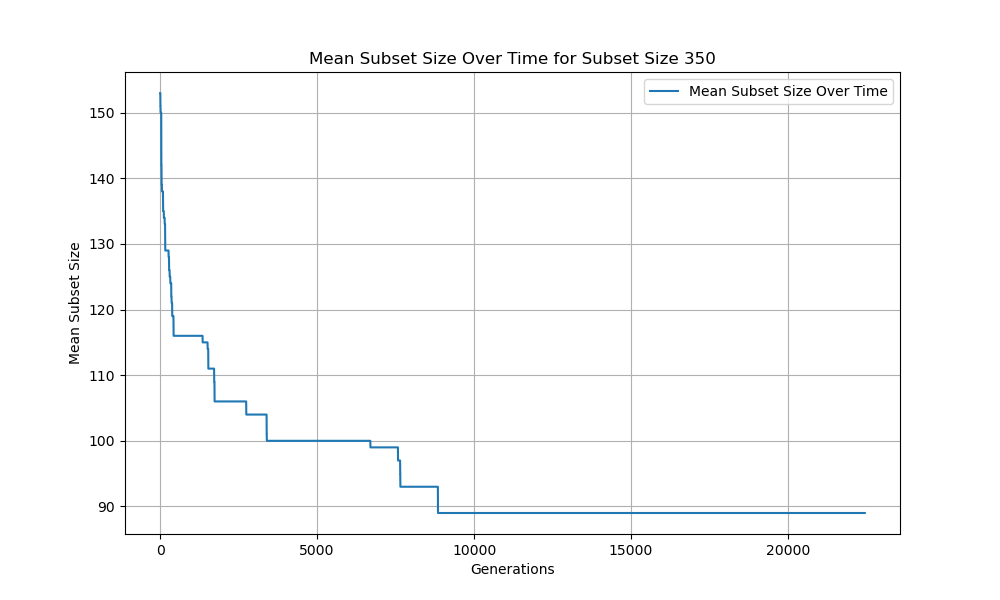 Mean Subset Size Over Time for Subset Size 350
Mean Subset Size Over Time
150
140
130
120
110
100
90
Mean Subset Size
0 5000 10000 15000 20000
Generations